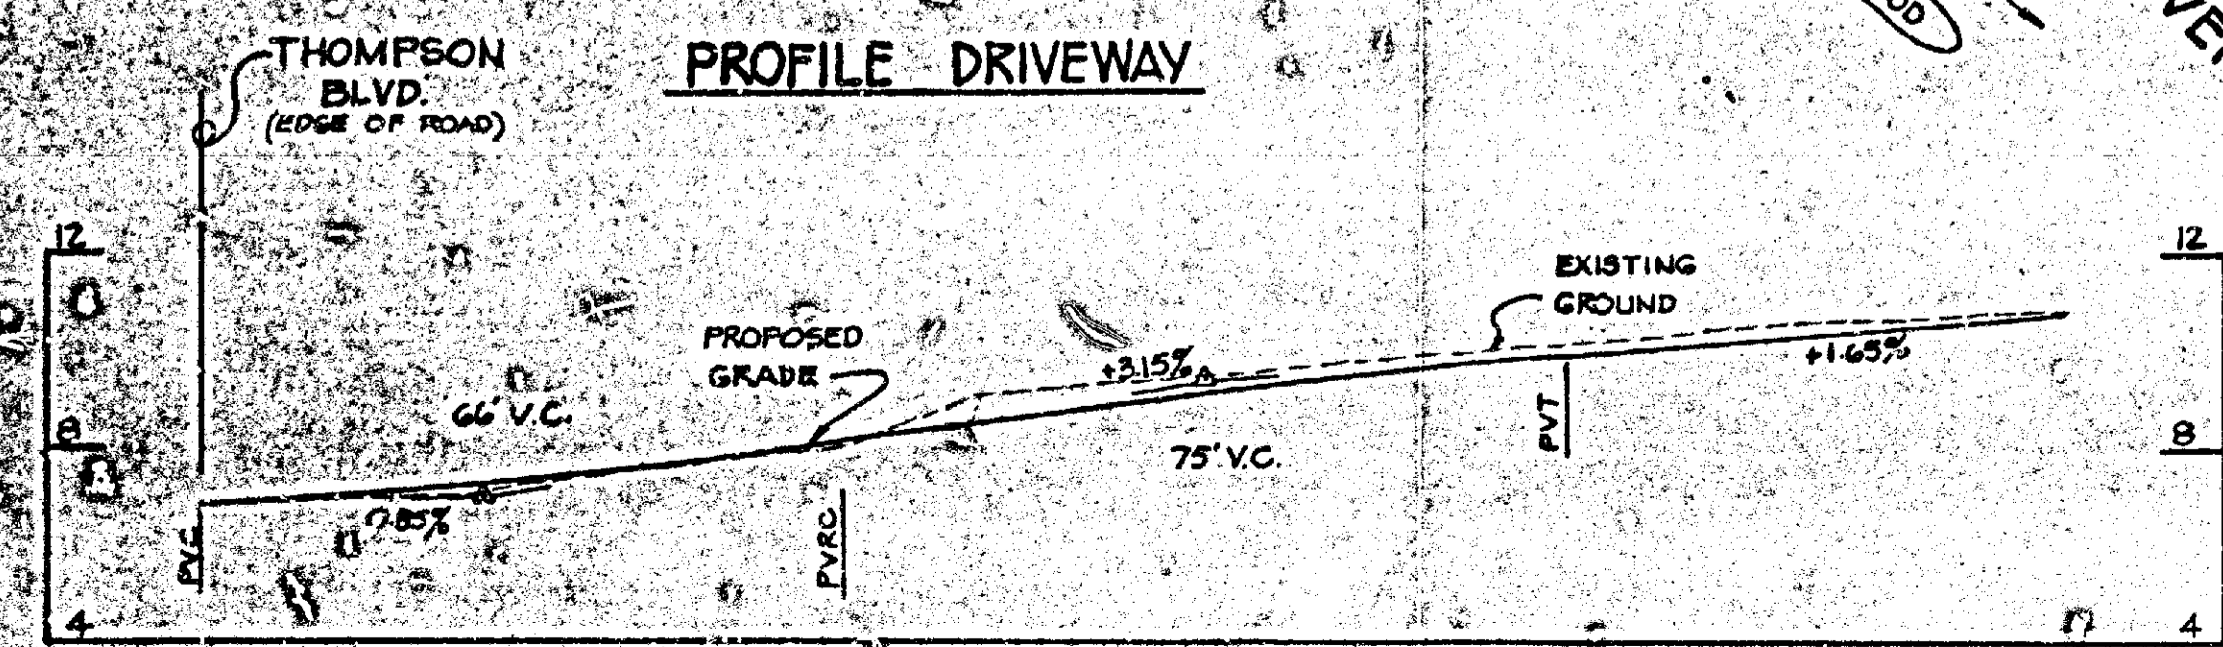 THOMPSON
BLVD.
(EDGE OF ROAD)
PROFILE DRIVEWAY
12
12
EXISTING
GROUND
PROPOSED
GRADE
+3.15%
+1.65%
66' V.C.
8
8
75' V.C.
PVT
0.85%
PVC
PVRC
4
4